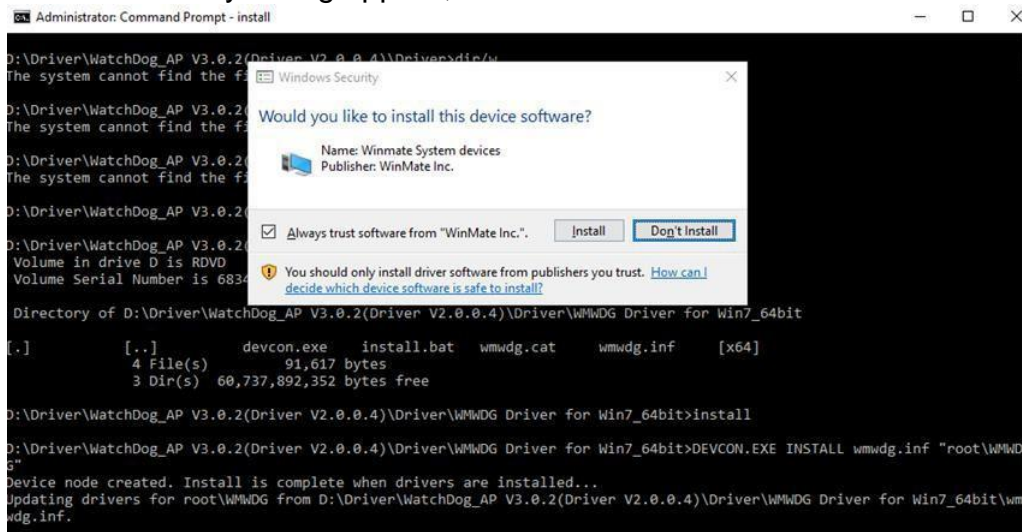 Administrator: Command Prompt - install
D:\Driver\WatchDog_AP V3.0.2(Driver V2.0.0.4)\Driver>dir/w
The system cannot find the fi
D:\Driver\WatchDog_AP V3.0.2(
The system cannot find the fi
D:\Driver\WatchDog_AP V3.0.2(
The system cannot find the fi
D:\Driver\WatchDog_AP V3.0.2(
D:\Driver\WatchDog_AP V3.0.2(
Volume in drive D is RDVD
Volume Serial Number is 6834
Windows Security
Would you like to install this device software?
Name: Winmate System devices
Publisher: WinMate Inc.
Always trust software from "WinMate Inc.". Install Don't Install
You should only install driver software from publishers you trust. How can I
decide which device software is safe to install?
Directory of D:\Driver\WatchDog_AP V3.0.2(Driver V2.0.0.4)\Driver\WMWDG Driver for Win7_64bit
[.] [..] devcon.exe install.bat wmwdg.cat wmwdg.inf [x64]
4 File(s) 91,617 bytes
3 Dir(s) 60,737,892,352 bytes free
D:\Driver\WatchDog_AP V3.0.2(Driver V2.0.0.4)\Driver\WMWDG Driver for Win7_64bit>install
D:\Driver\WatchDog_AP V3.0.2(Driver V2.0.0.4)\Driver\WMWDG Driver for Win7_64bit>DEVCON.EXE INSTALL wmwdg.inf "root\WMWD
G"
Device node created. Install is complete when drivers are installed...
Updating drivers for root\WMWDG from D:\Driver\WatchDog_AP V3.0.2(Driver V2.0.0.4)\Driver\WMWDG Driver for Win7_64bit\wm
wdg.inf.